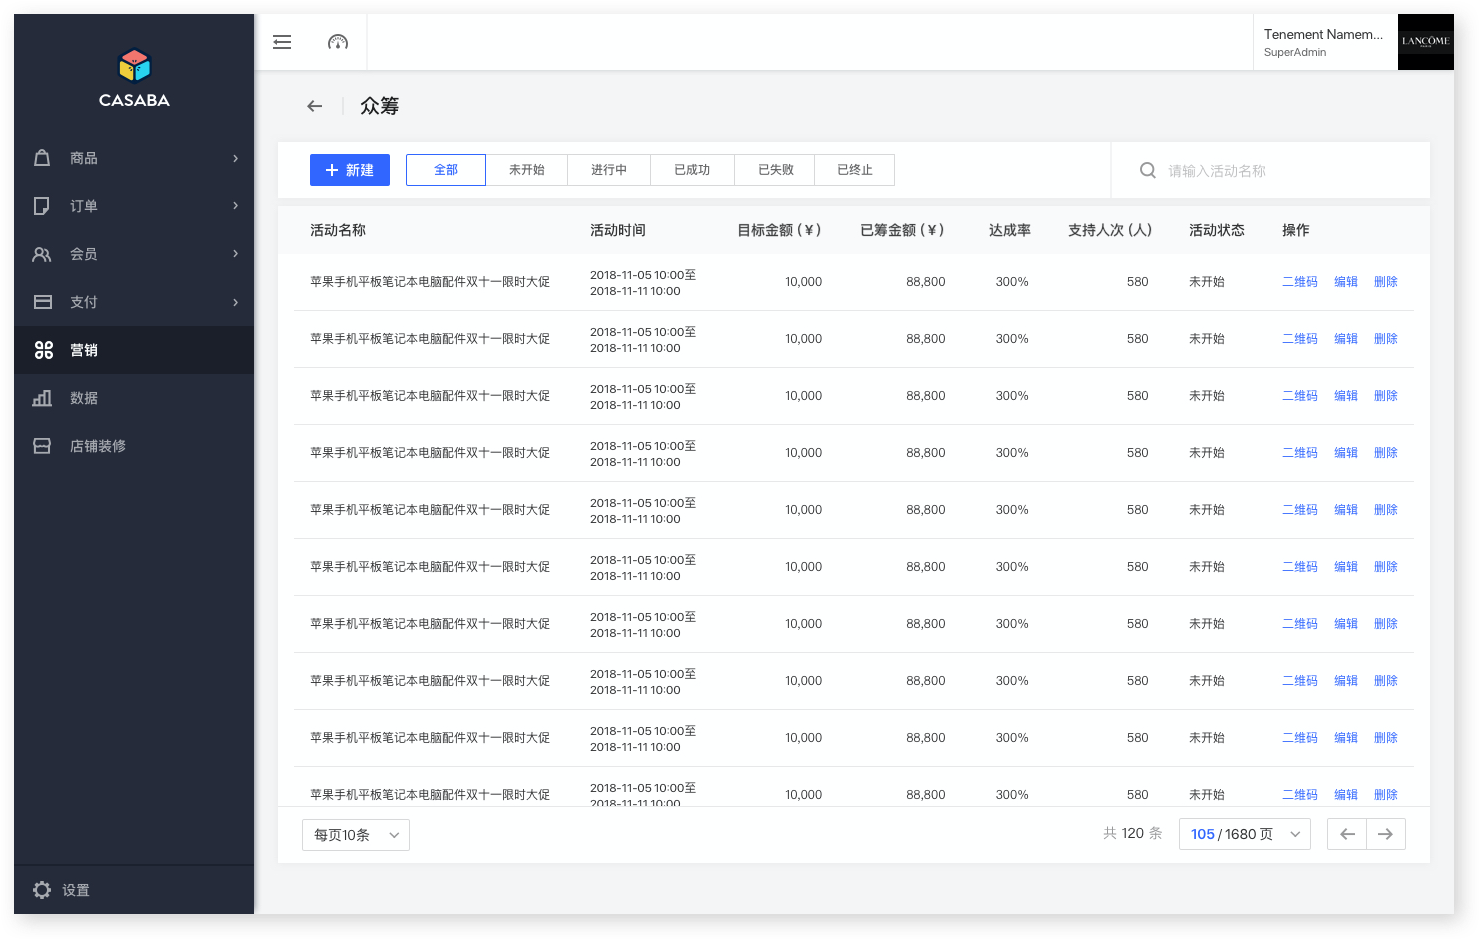 Tenement Namem...
SuperAdmin
LANCÔME
CASABA
众筹
商品
订单
会员
支付
营销
数据
店铺装修
设置
新建 全部 未开始 进行中 已成功 已失败 已终止 请输入活动名称
活动名称 活动时间 目标金额 (¥) 已筹金额 (¥) 达成率 支持人次 (人) 活动状态 操作
苹果手机平板笔记本电脑配件双十一限时大促 2018-11-05 10:00至 10,000 88,800 300% 580 未开始 二维码 编辑 删除
2018-11-11 10:00
苹果手机平板笔记本电脑配件双十一限时大促 2018-11-05 10:00至 10,000 88,800 300% 580 未开始 二维码 编辑 删除
2018-11-11 10:00
苹果手机平板笔记本电脑配件双十一限时大促 2018-11-05 10:00至 10,000 88,800 300% 580 未开始 二维码 编辑 删除
2018-11-11 10:00
苹果手机平板笔记本电脑配件双十一限时大促 2018-11-05 10:00至 10,000 88,800 300% 580 未开始 二维码 编辑 删除
2018-11-11 10:00
苹果手机平板笔记本电脑配件双十一限时大促 2018-11-05 10:00至 10,000 88,800 300% 580 未开始 二维码 编辑 删除
2018-11-11 10:00
苹果手机平板笔记本电脑配件双十一限时大促 2018-11-05 10:00至 10,000 88,800 300% 580 未开始 二维码 编辑 删除
2018-11-11 10:00
苹果手机平板笔记本电脑配件双十一限时大促 2018-11-05 10:00至 10,000 88,800 300% 580 未开始 二维码 编辑 删除
2018-11-11 10:00
苹果手机平板笔记本电脑配件双十一限时大促 2018-11-05 10:00至 10,000 88,800 300% 580 未开始 二维码 编辑 删除
2018-11-11 10:00
苹果手机平板笔记本电脑配件双十一限时大促 2018-11-05 10:00至 10,000 88,800 300% 580 未开始 二维码 编辑 删除
2018-11-11 10:00
苹果手机平板笔记本电脑配件双十一限时大促 2018-11-05 10:00至 10,000 88,800 300% 580 未开始 二维码 编辑 删除
2018-11-11 10:00
每页10条 共 120 条 105 / 1680 页